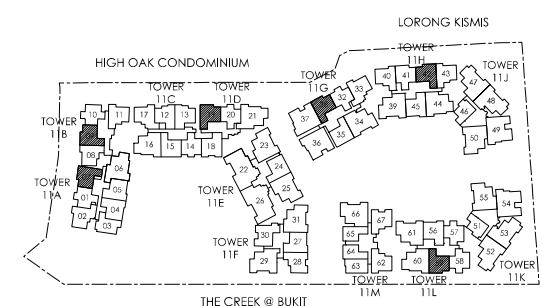 LORONG KISMIS
HIGH OAK CONDOMINIUM
TOWER
11H
TOWER
11J
TOWER
11G
TOWER
11C
TOWER
11D
TOWER
11B
TOWER
11A
TOWER
11E
TOWER
11F
TOWER
11M
TOWER
11L
TOWER
11K
40 41 43 47
48
39 45 44 46
50 49
37 32 33
36 35 34
10 11 17 12 13 20 21
08 16 15 14 18
06
01 05
02 04
03
23
22 24
26 25
31
30 27
29 28
66 67
65
64
63 62
61 56 57
60 58
55 54
51 53
52
THE CREEK @ BUKIT